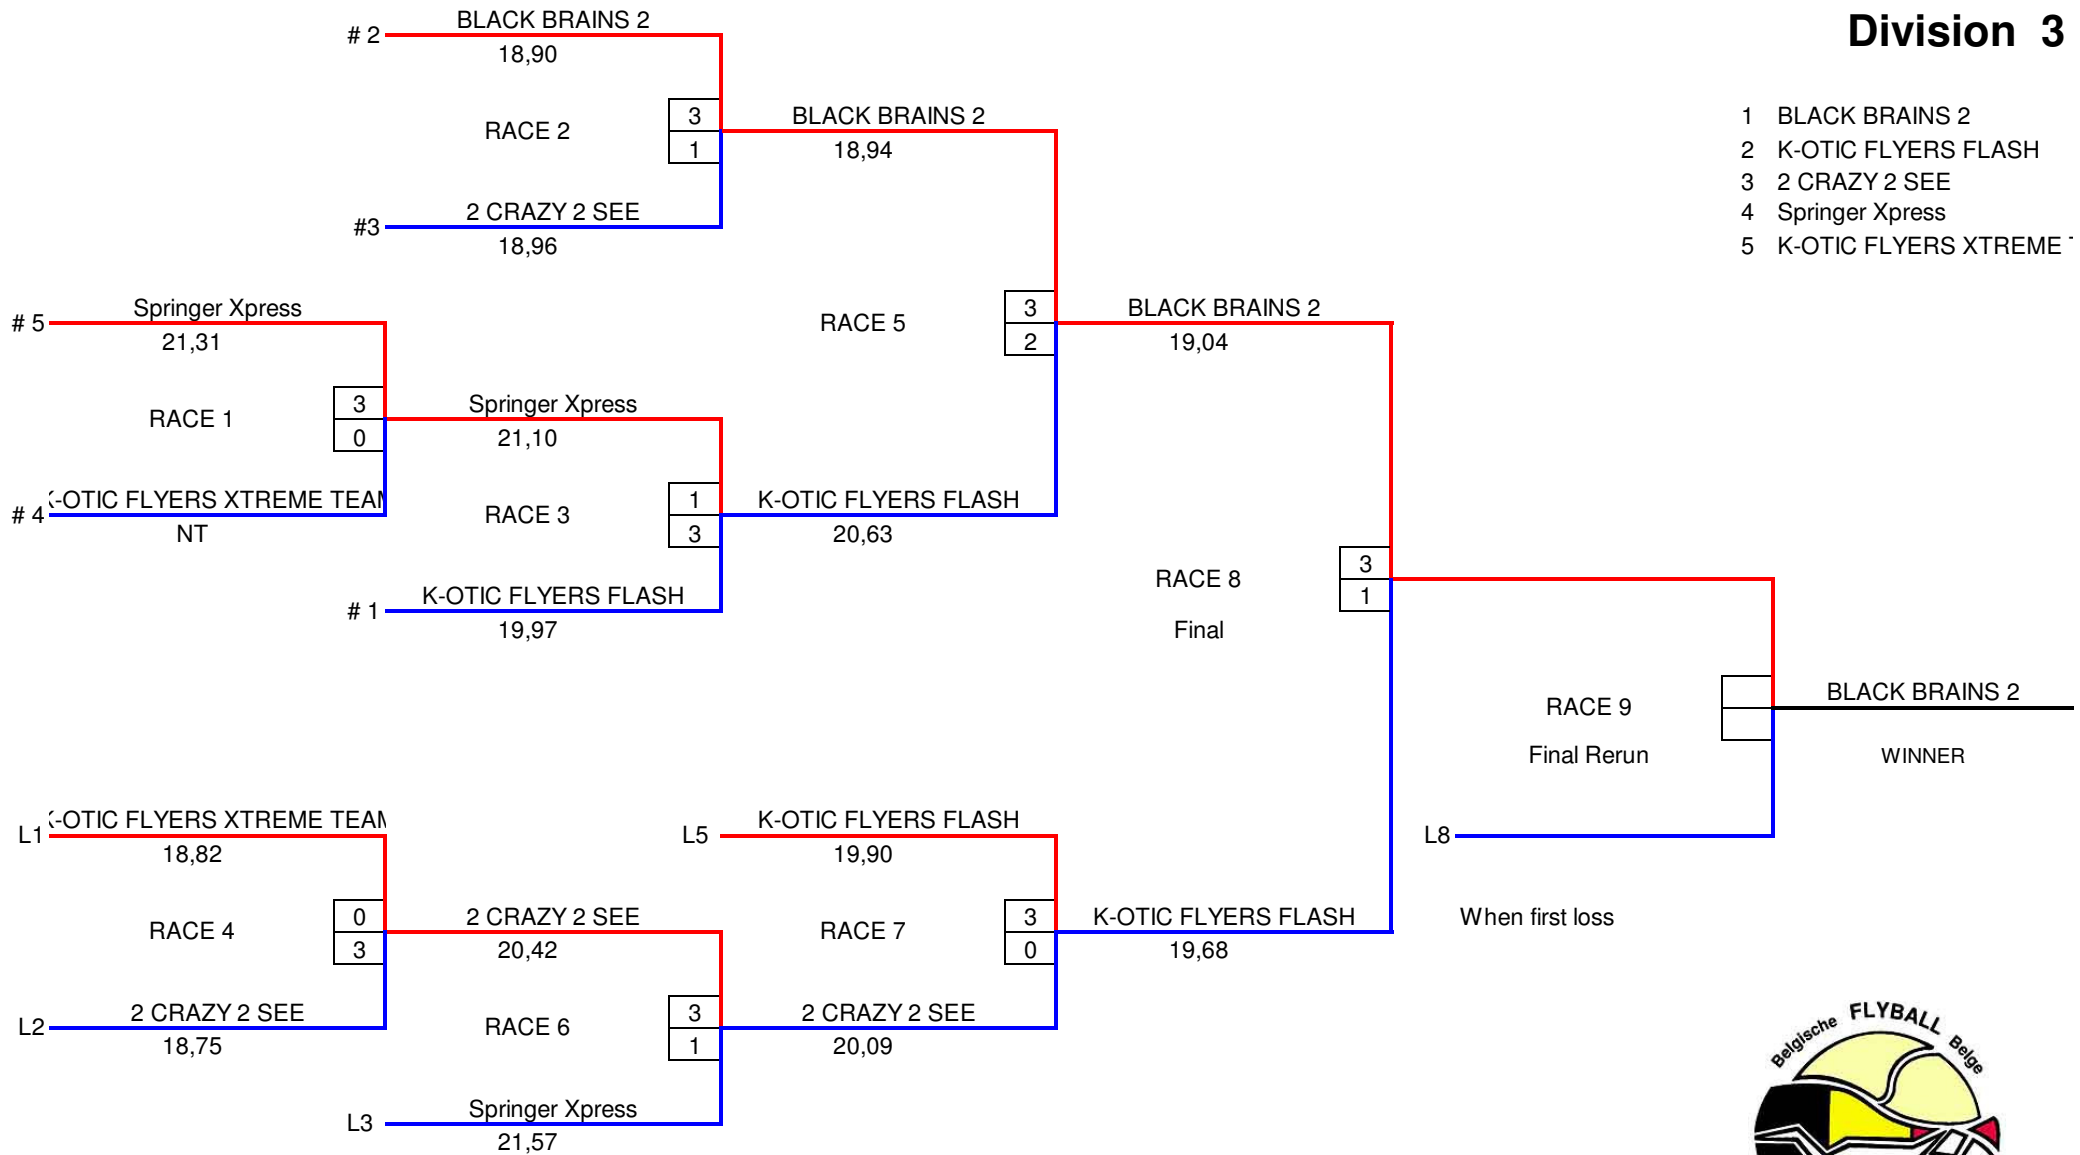 Division 3
1 BLACK BRAINS 2
2 K-OTIC FLYERS FLASH
3 2 CRAZY 2 SEE
4 Springer Xpress
5 K-OTIC FLYERS XTREME
# 2
BLACK BRAINS 2
18,90
RACE 2
3
1
#3
2 CRAZY 2 SEE
18,96
BLACK BRAINS 2
18,94
# 5
Springer Xpress
21,31
RACE 1
3
0
# 4
K-OTIC FLYERS XTREME TEAM
NT
Springer Xpress
21,10
RACE 3
1
3
# 1
K-OTIC FLYERS FLASH
19,97
K-OTIC FLYERS FLASH
20,63
RACE 5
3
2
BLACK BRAINS 2
19,04
RACE 8
Final
3
1
RACE 9
Final Rerun
BLACK BRAINS 2
WINNER
L8
When first loss
L1
K-OTIC FLYERS XTREME TEAM
18,82
RACE 4
0
3
L2
2 CRAZY 2 SEE
18,75
2 CRAZY 2 SEE
20,42
RACE 6
3
1
L3
Springer Xpress
21,57
L5
K-OTIC FLYERS FLASH
19,90
RACE 7
3
0
2 CRAZY 2 SEE
20,09
K-OTIC FLYERS FLASH
19,68
Belgische FLYBALL Belge